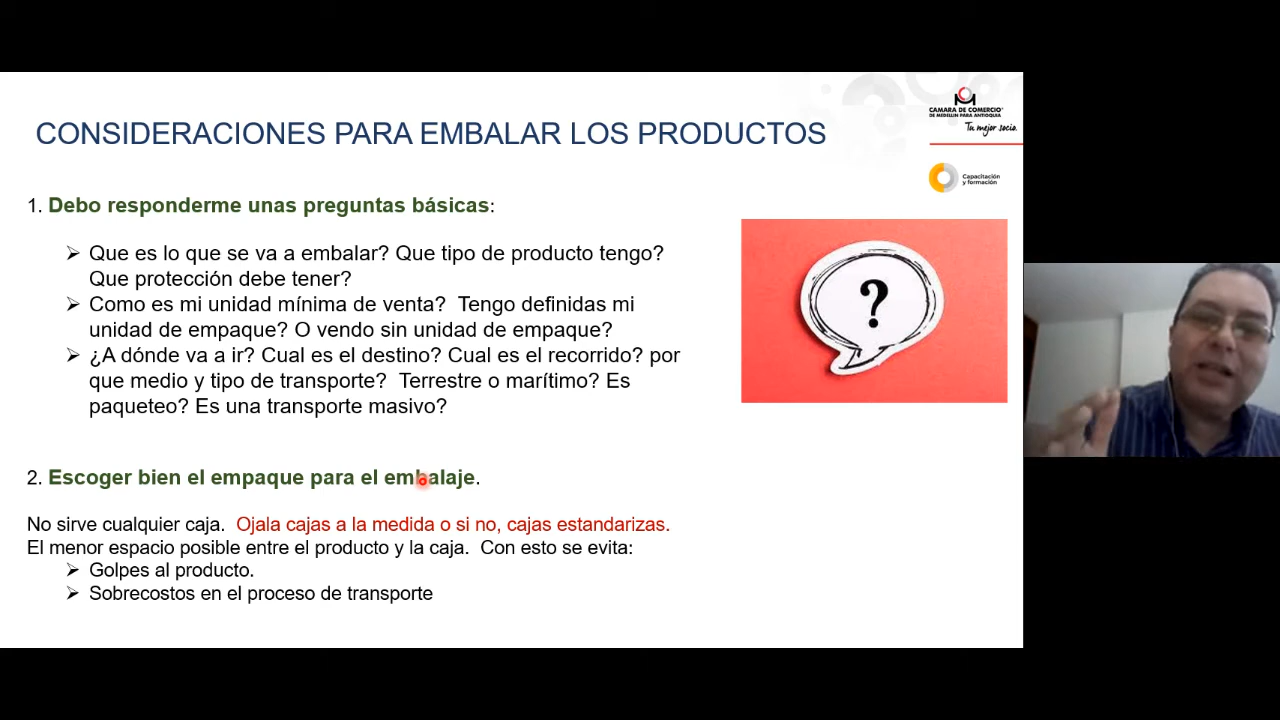 CAMARA DE COMERCIO
DE MEDELLIN PARA ANTIOQUIA
Tu mejor socio.
CONSIDERACIONES PARA EMBALAR LOS PRODUCTOS
Capacitación
y formación
1. Debo responderme unas preguntas básicas:
➢ Que es lo que se va a embalar? Que tipo de producto tengo?
Que protección debe tener?
➢ Como es mi unidad mínima de venta? Tengo definidas mi
unidad de empaque? O vendo sin unidad de empaque?
➢ ¿A dónde va a ir? Cual es el destino? Cual es el recorrido? por
que medio y tipo de transporte? Terrestre o marítimo? Es
paqueteo? Es una transporte masivo?
?
2. Escoger bien el empaque para el embalaje.
No sirve cualquier caja. Ojala cajas a la medida o si no, cajas estandarizas.
El menor espacio posible entre el producto y la caja. Con esto se evita:
➢ Golpes al producto.
➢ Sobrecostos en el proceso de transporte